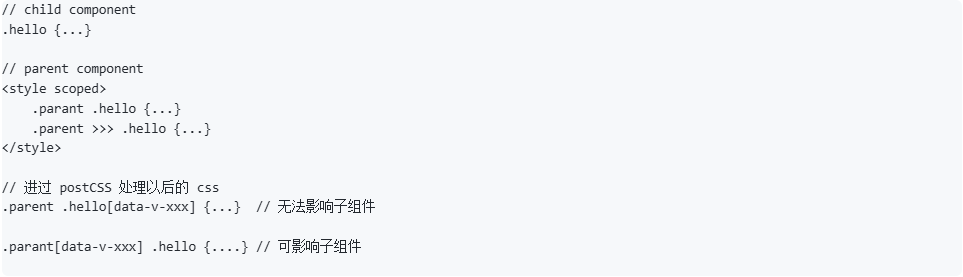 // child component
.hello {...}
// parent component
<style scoped>
.parant .hello {...}
.parent >>> .hello {...}
</style>
// 进过 postCSS 处理以后的 css
.parent .hello[data-v-xxx] {...}  // 无法影响子组件
.parant[data-v-xxx] .hello {....} // 可影响子组件